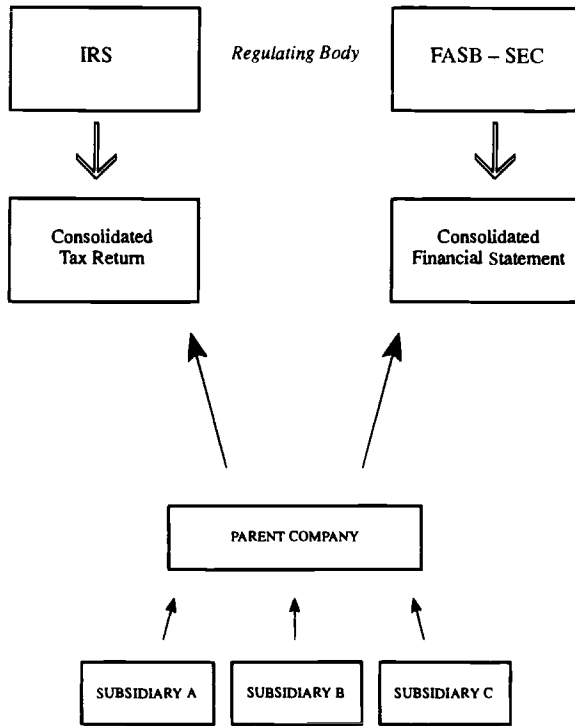 IRS
Regulating Body
FASB – SEC
Consolidated
Tax Return
Consolidated
Financial Statement
PARENT COMPANY
SUBSIDIARY A
SUBSIDIARY B
SUBSIDIARY C